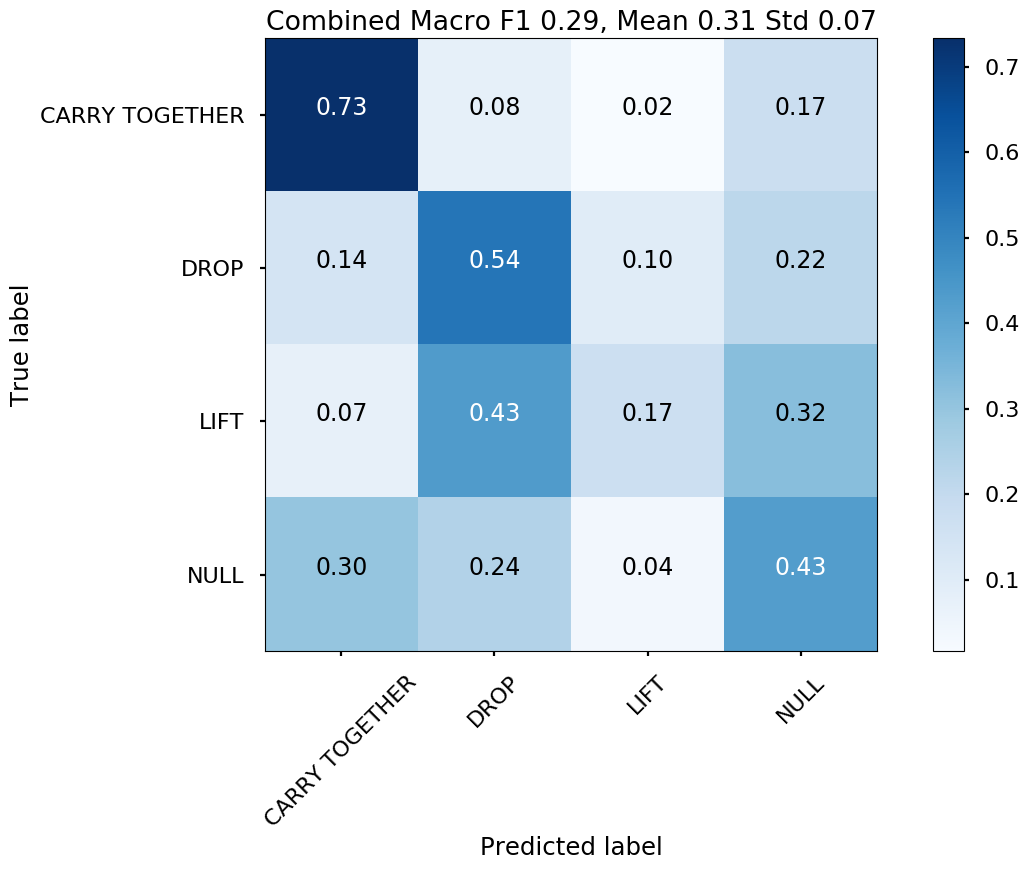 Combined Macro F1 0.29, Mean 0.31 Std 0.07
CARRY TOGETHER 0.73 0.08 0.02 0.17
DROP 0.14 0.54 0.10 0.22
LIFT 0.07 0.43 0.17 0.32
NULL 0.30 0.24 0.04 0.43
True label
CARRY TOGETHER DROP LIFT NULL
Predicted label
0.7
0.6
0.5
0.4
0.3
0.2
0.1